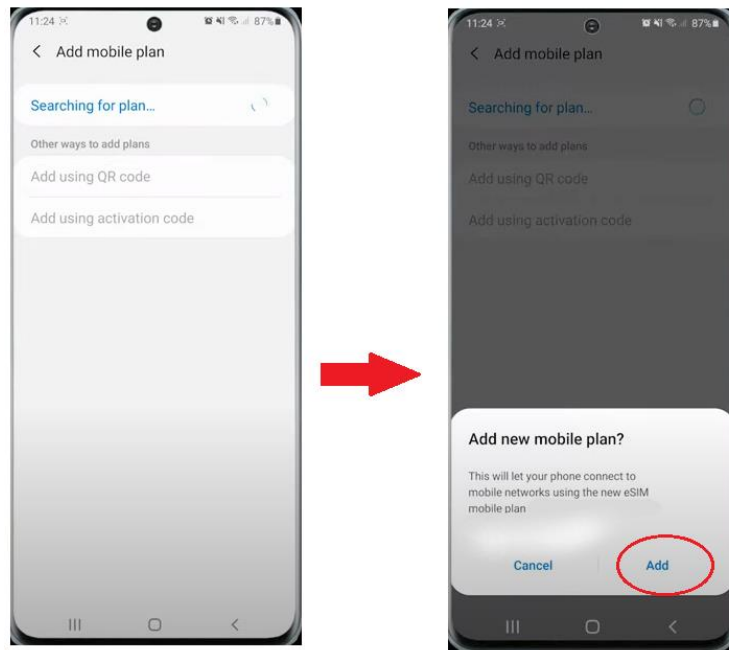 11:24
87%
Add mobile plan
Searching for plan...
Other ways to add plans
Add using QR code
Add using activation code
11:24
87%
Add mobile plan
Searching for plan...
Other ways to add plans
Add using QR code
Add using activation code
Add new mobile plan?
This will let your phone connect to
mobile networks using the new eSIM
mobile plan
Cancel
Add